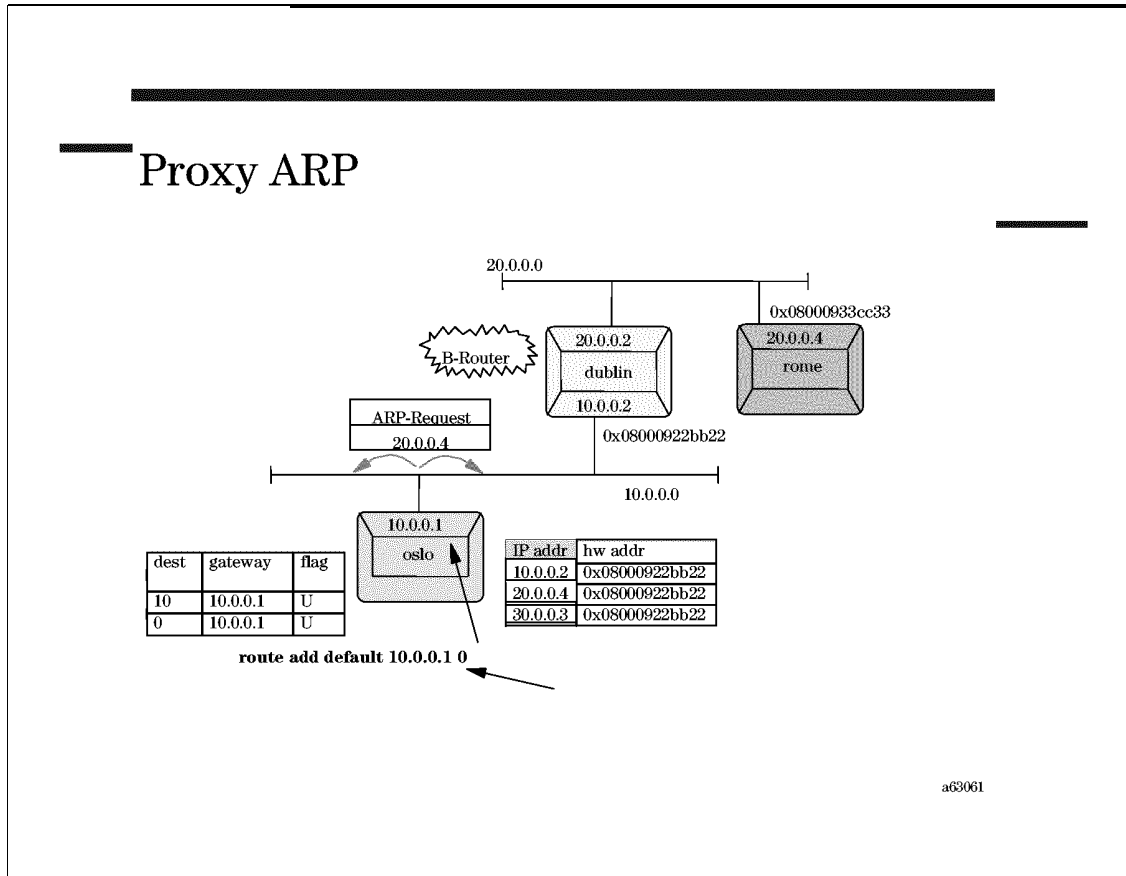 Proxy ARP
20.0.0.0
0x08000933cc33
20.0.0.2
20.0.0.4
B-Router
dublin
rome
10.0.0.2
ARP-Request
20.0.0.4
0x08000922bb22
10.0.0.0
10.0.0.1
oslo
dest gateway flag
10 10.0.0.1 U
0 10.0.0.1 U
IP addr hw addr
10.0.0.2 0x08000922bb22
20.0.0.4 0x08000922bb22
30.0.0.3 0x08000922bb22
route add default 10.0.0.1 0
a63061